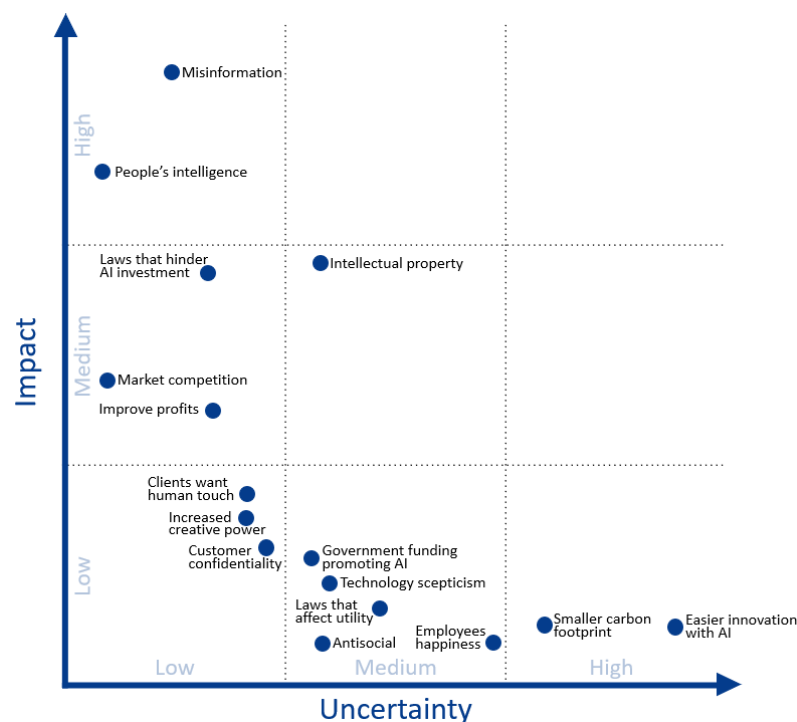 Misinformation
High
People's intelligence
Laws that hinder
AI investment
Intellectual property
Impact
Medium
Market competition
Improve profits
Clients want
human touch
Increased
creative power
Customer
confidentiality
Government funding
promoting AI
Low
Technology scepticism
Laws that
affect utility
Smaller carbon
footprint
Easier innovation
with AI
Employees
happiness
Antisocial
Low
Medium
High
Uncertainty